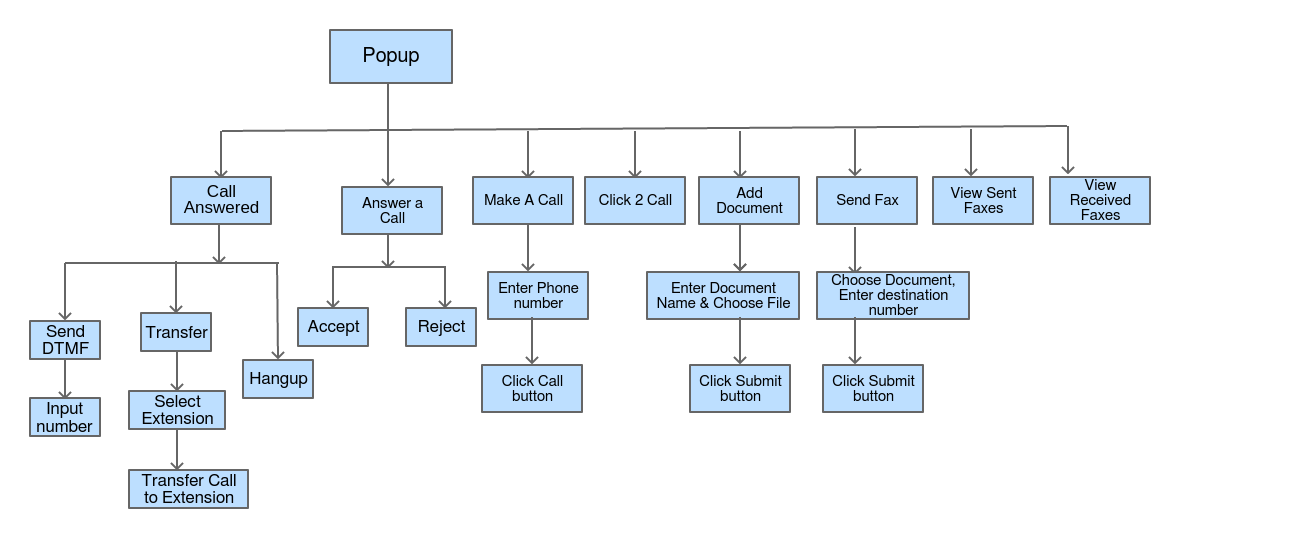 Popup
Call
Answered
Answer a
Call
Make A Call
Click 2 Call
Add
Document
Send Fax
View Sent
Faxes
View
Received
Faxes
Send
DTMF
Transfer
Hangup
Accept
Reject
Enter Phone
number
Enter Document
Name & Choose File
Choose Document,
Enter destination
number
Input
number
Select
Extension
Click Call
button
Click Submit
button
Click Submit
button
Transfer Call
to Extension